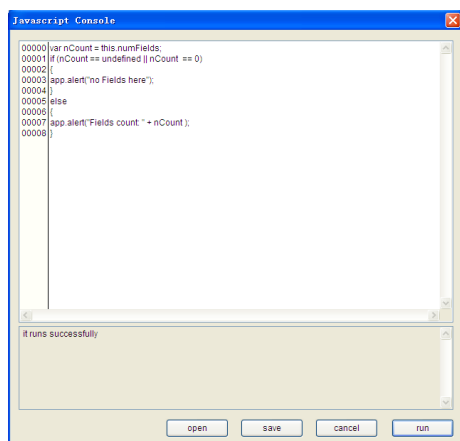 Javascript Console
00000 var nCount = this.numFields;
00001 if (nCount == undefined || nCount == 0)
00002 {
00003 app.alert("no Fields here");
00004 }
00005 else
00006 {
00007 app.alert("Fields count: " + nCount );
00008 }
it runs successfully
open save cancel run